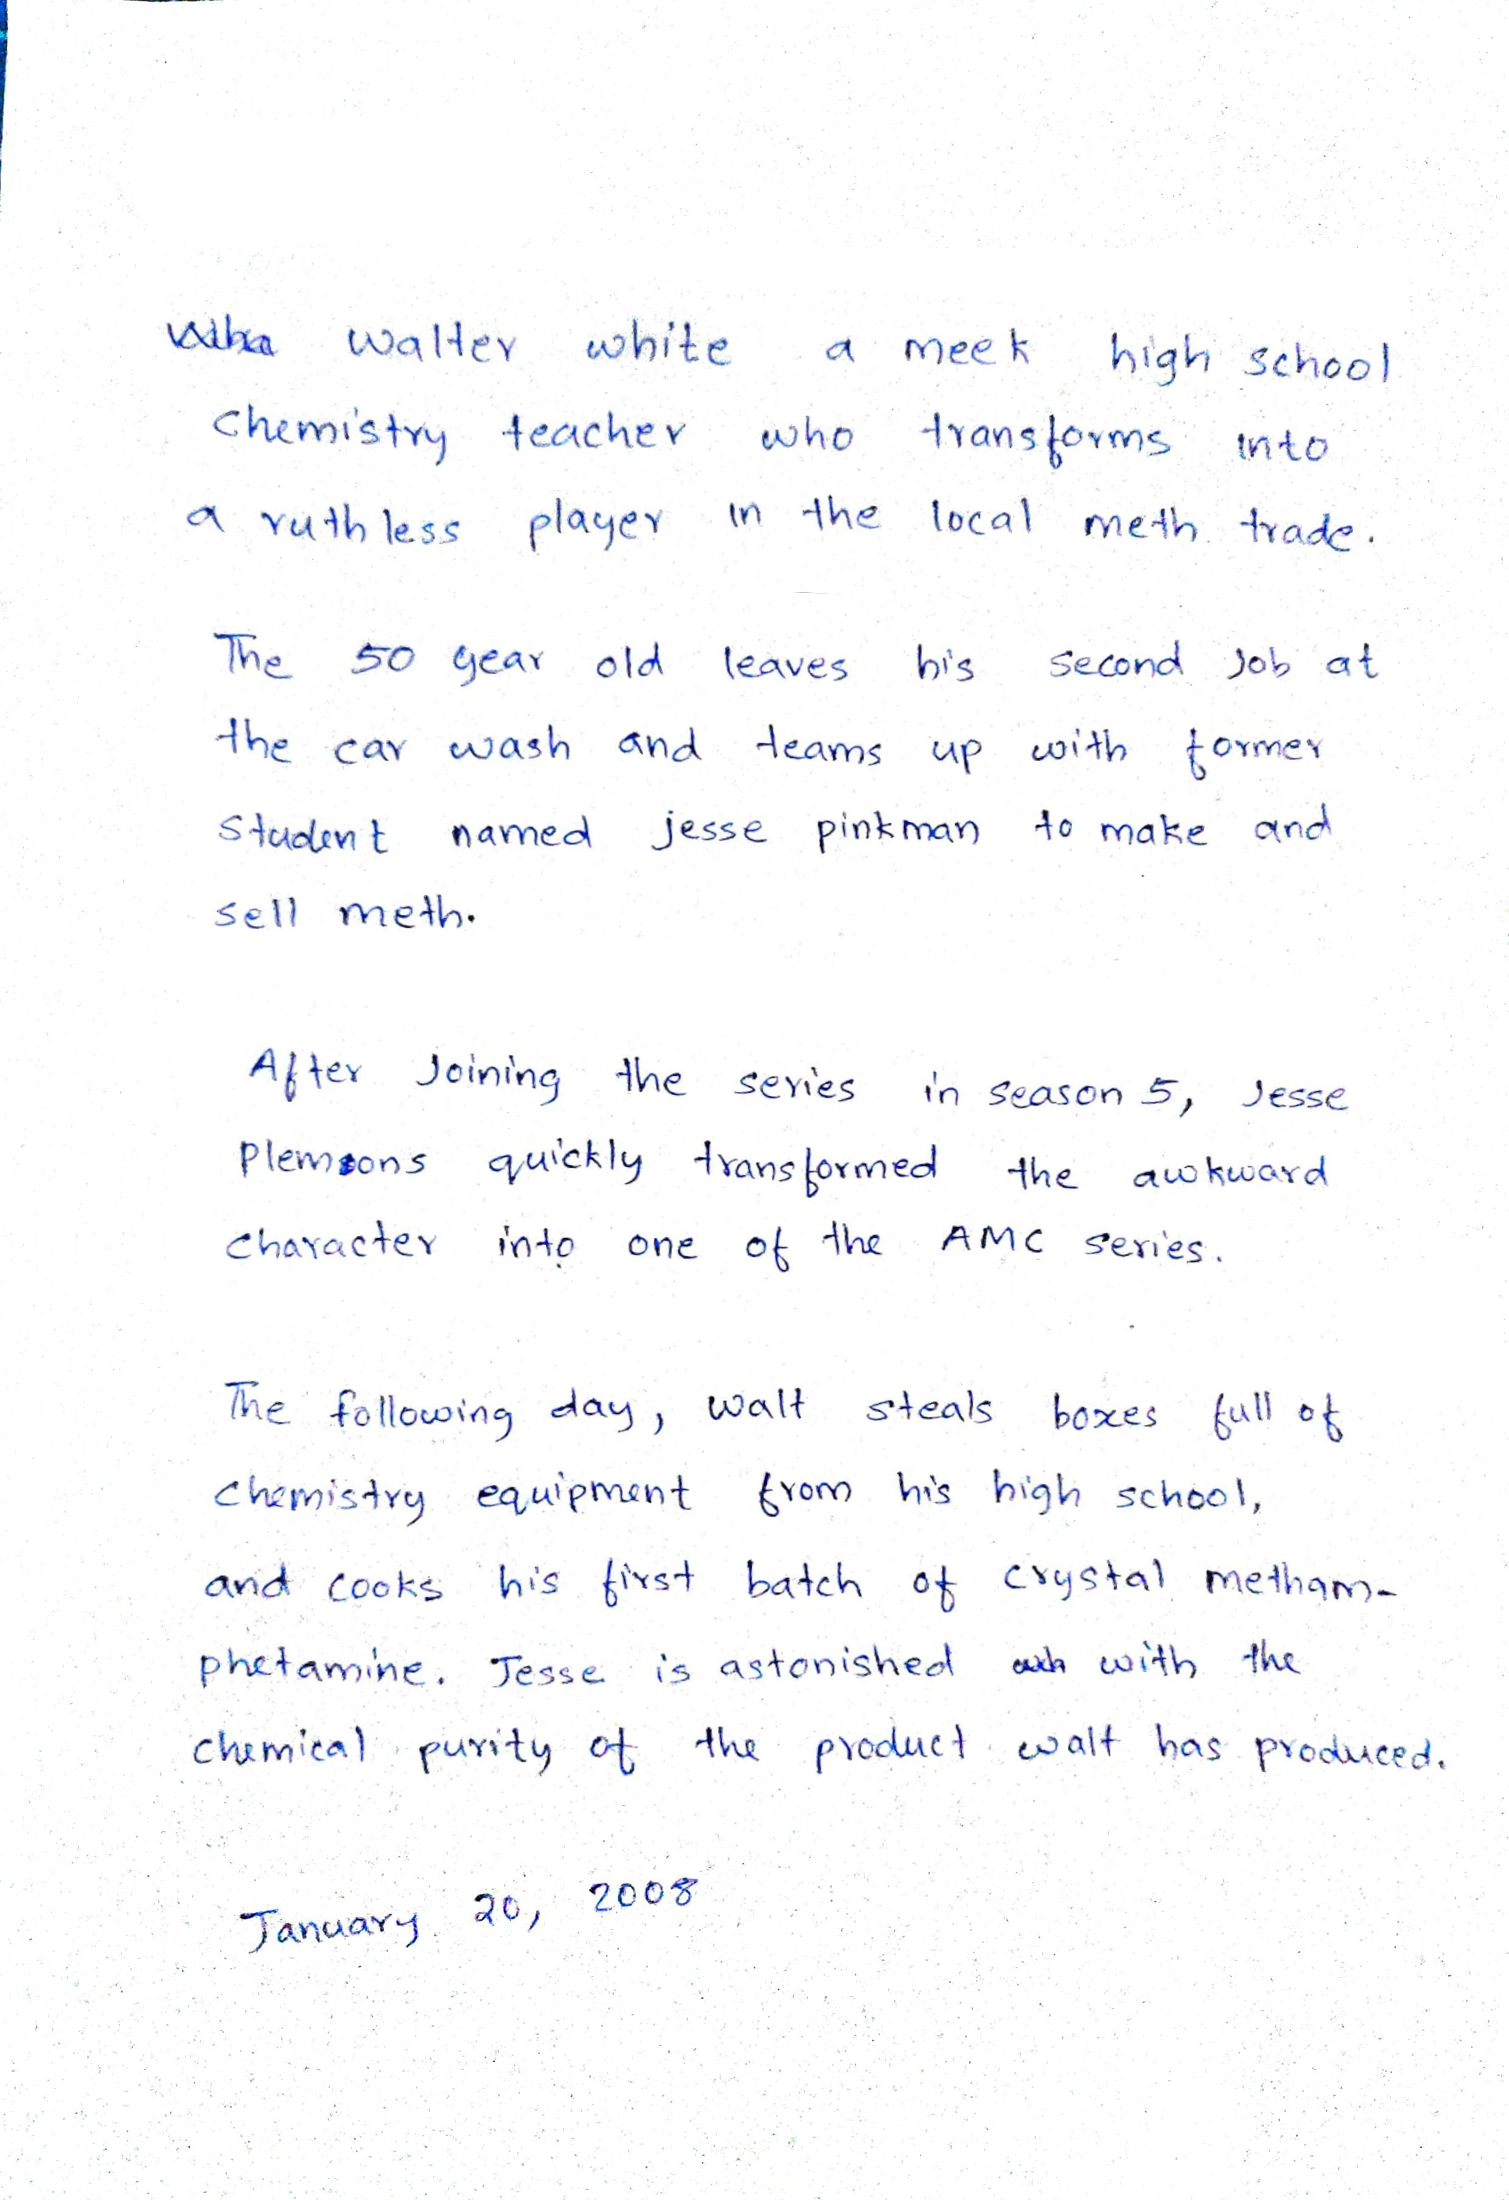 walter white a meek high school
chemistry teacher who transforms into
a ruthless player in the local meth trade.
The 50 year old leaves his second Job at
the car wash and teams up with former
student named jesse pinkman to make and
sell meth.
After Joining the series in season 5, Jesse
Plemsons quickly transformed the awkward
character into one of the AMC series.
The following day, walt steals boxes full of
chemistry equipment from his high school,
and cooks his first batch of crystal metham-
phetamine. Jesse is astonished with the
chemical purity of the product walt has produced.
January 20, 2008